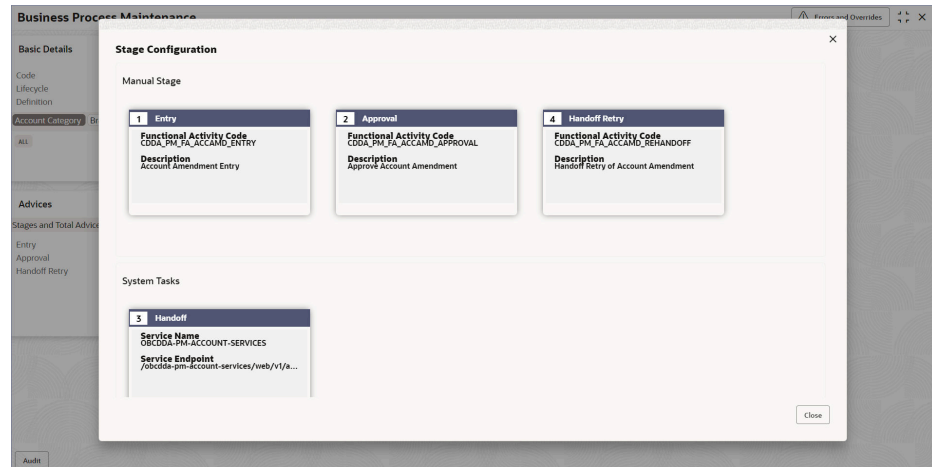 Business Process Maintenance
Errors and Overrides
Basic Details
Code
Lifecycle
Definition
Account Category Br
ALL
Advices
Stages and Total Advice
Entry
Approval
Handoff Retry
Audit
Stage Configuration
Manual Stage
1 Entry
Functional Activity Code
CDDA_PM_FA_ACCAMD_ENTRY
Description
Account Amendment Entry
2 Approval
Functional Activity Code
CDDA_PM_FA_ACCAMD_APPROVAL
Description
Approve Account Amendment
4 Handoff Retry
Functional Activity Code
CDDA_PM_FA_ACCAMD_REHANDOFF
Description
Handoff Retry of Account Amendment
System Tasks
3 Handoff
Service Name
OBCDDA-PM-ACCOUNT-SERVICES
Service Endpoint
/obcdda-pm-account-services/web/v1/a...
Close